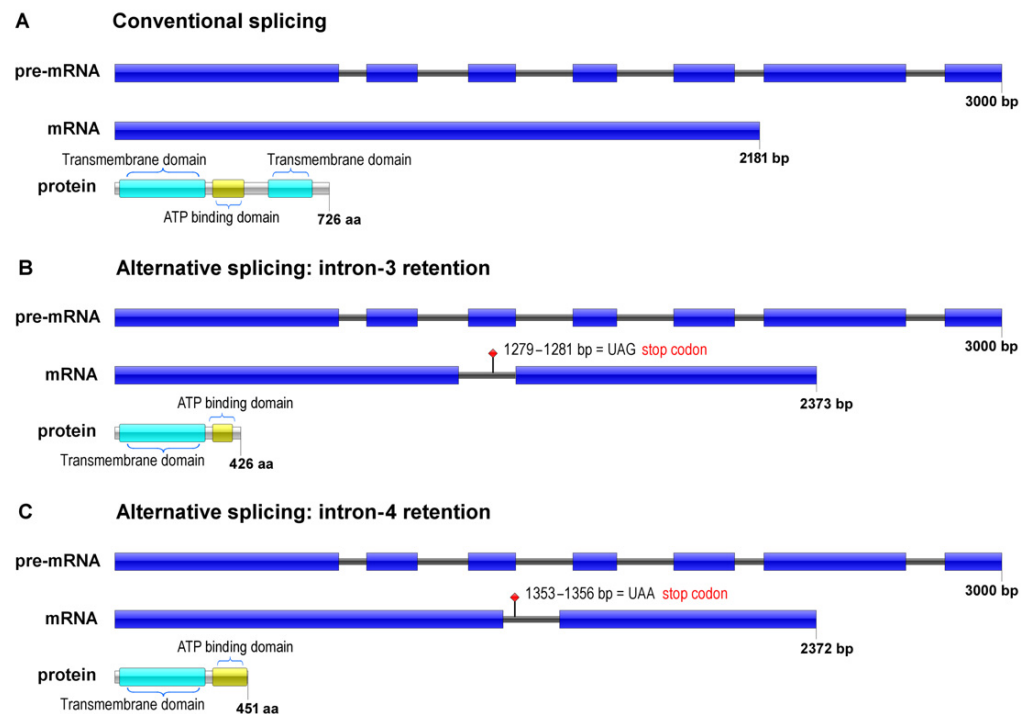 A Conventional splicing
pre-mRNA
3000 bp
mRNA
2181 bp
Transmembrane domain Transmembrane domain
protein
ATP binding domain 726 aa
B Alternative splicing: intron-3 retention
pre-mRNA
3000 bp
1279–1281 bp = UAG stop codon
mRNA
2373 bp
ATP binding domain
protein
Transmembrane domain 426 aa
C Alternative splicing: intron-4 retention
pre-mRNA
3000 bp
1353–1356 bp = UAA stop codon
mRNA
2372 bp
ATP binding domain
protein
Transmembrane domain 451 aa